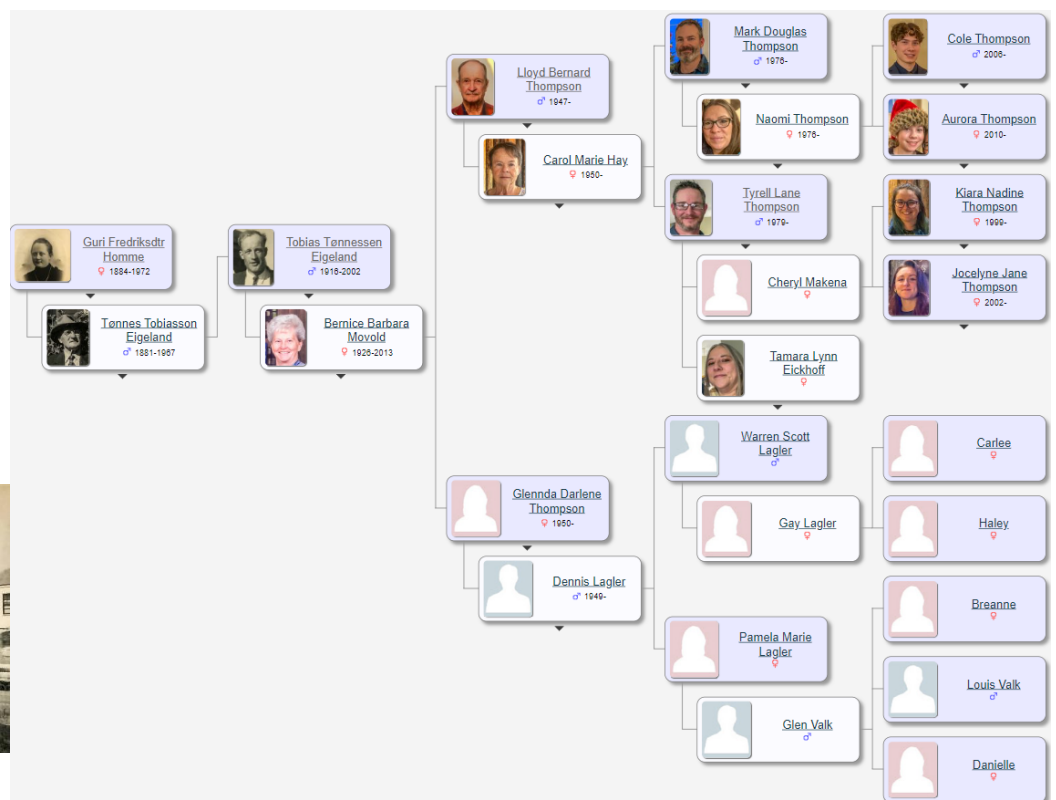 Guri Fredriksdtr
Homme
♀ 1884-1972
Tønnes Tobiasson
Eigeland
♂ 1881-1967
Tobias Tønnessen
Eigeland
♂ 1916-2002
Bernice Barbara
Movold
♀ 1926-2013
Lloyd Bernard
Thompson
♂ 1947-
Carol Marie Hay
♀ 1950-
Glennda Darlene
Thompson
♀ 1950-
Dennis Lagler
♂ 1949-
Mark Douglas
Thompson
♂ 1976-
Naomi Thompson
♀ 1976-
Tyrell Lane
Thompson
♂ 1979-
Cheryl Makena
♀
Tamara Lynn
Eickhoff
♀
Warren Scott
Lagler
♂
Gay Lagler
♀
Pamela Marie
Lagler
♀
Glen Valk
♂
Cole Thompson
♂ 2006-
Aurora Thompson
♀ 2010-
Kiara Nadine
Thompson
♀ 1999-
Jocelyne Jane
Thompson
♀ 2002-
Carlee
♀
Haley
♀
Breanne
♀
Louis Valk
♂
Danielle
♀